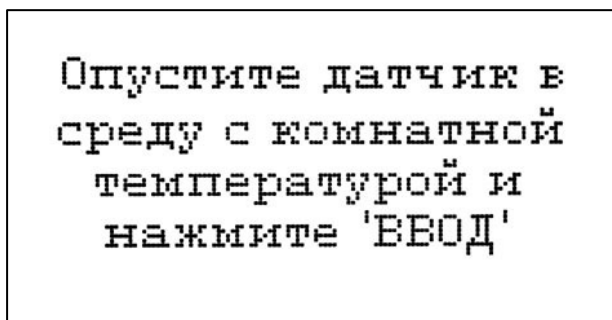 Опустите датчик в
среду с комнатной
температурой и
нажмите 'ВВОД'